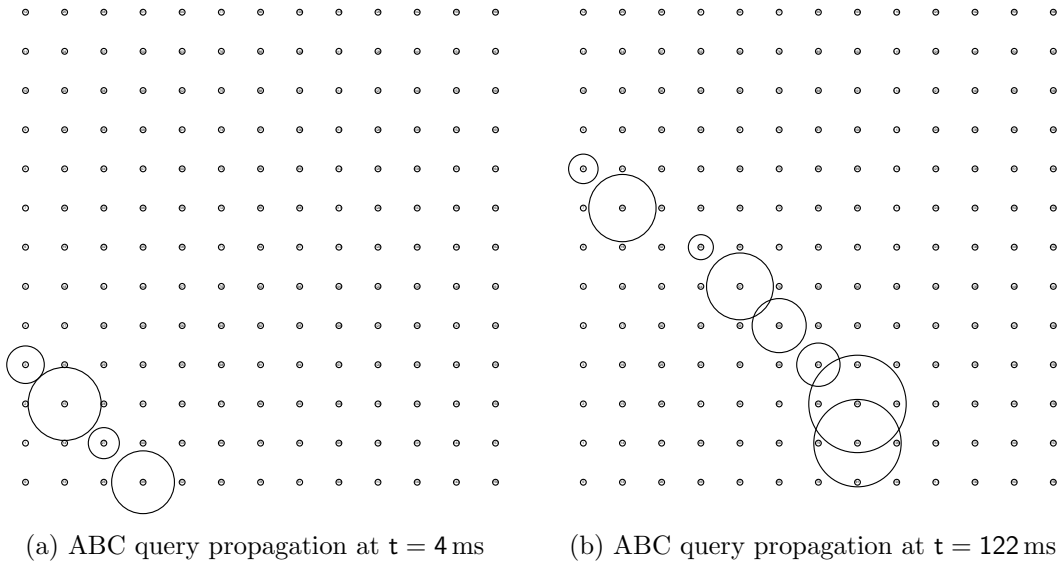 (a) ABC query propagation at t = 4 ms
(b) ABC query propagation at t = 122 ms